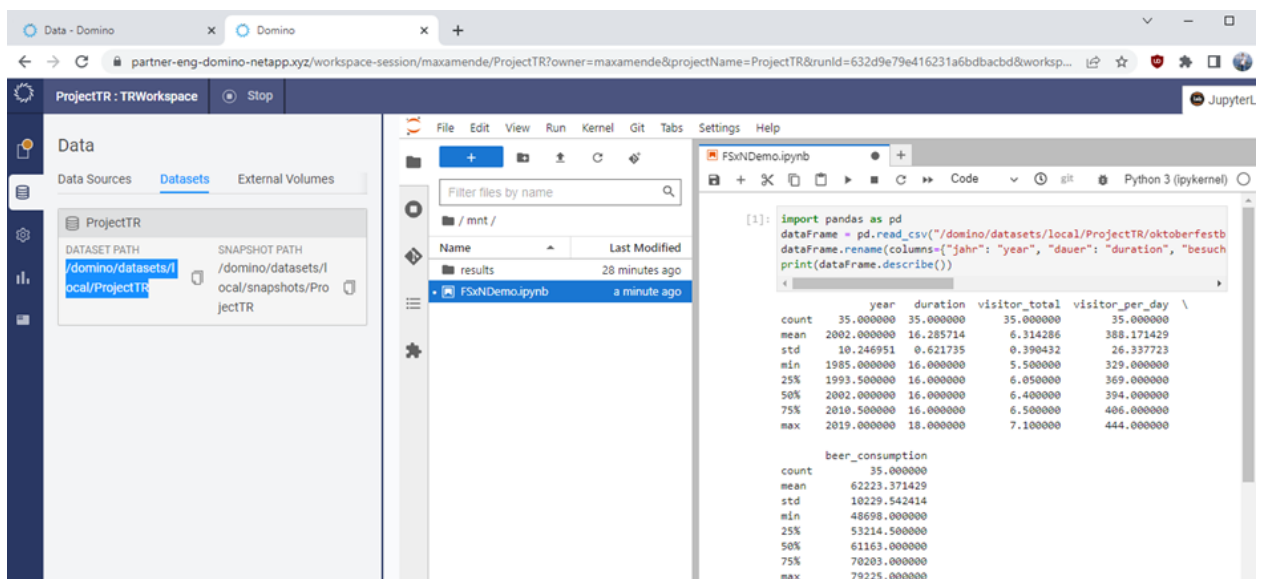 Data - Domino
Domino
partner-eng-domino-netapp.xyz/workspace-session/maxamende/ProjectTR?owner=maxamende&projectName=ProjectTR&runId=632d9e79e416231a6bdbacbd&worksp...
ProjectTR : TRWorkspace Stop
JupyterL
Data
Data Sources Datasets External Volumes
ProjectTR
DATASET PATH
/domino/datasets/l
ocal/ProjectTR
SNAPSHOT PATH
/domino/datasets/l
ocal/snapshots/Pro
jectTR
File Edit View Run Kernel Git Tabs Settings Help
Filter files by name
/ mnt /
Name Last Modified
results 28 minutes ago
FSxNDemo.ipynb a minute ago
FSxNDemo.ipynb
Code git Python 3 (ipykernel)
[1]: import pandas as pd
dataFrame = pd.read_csv("/domino/datasets/local/ProjectTR/oktoberfestb
dataFrame.rename(columns={"jahr": "year", "dauer": "duration", "besuch
print(dataFrame.describe())
year duration visitor_total visitor_per_day \
count 35.000000 35.000000 35.000000 35.000000
mean 2002.000000 16.285714 6.314286 388.171429
std 10.246951 0.621735 0.390432 26.337723
min 1985.000000 16.000000 5.500000 329.000000
25% 1993.500000 16.000000 6.050000 369.000000
50% 2002.000000 16.000000 6.400000 394.000000
75% 2010.500000 16.000000 6.500000 406.000000
max 2019.000000 18.000000 7.100000 444.000000
beer_consumption
count 35.000000
mean 62223.371429
std 10229.542414
min 48698.000000
25% 53214.500000
50% 61163.000000
75% 70203.000000
max 79225.000000